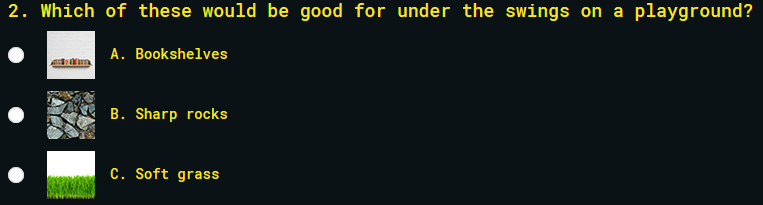 2. Which of these would be good for under the swings on a playground?
A. Bookshelves
B. Sharp rocks
C. Soft grass